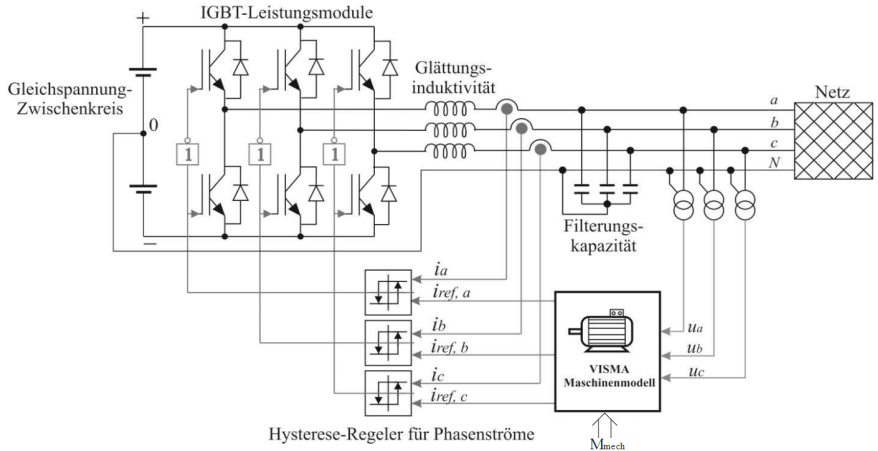 IGBT-Leistungsmodule
+
Gleichspannung-
Zwischenkreis
0
−
1
1
1
Glättungs-
induktivität
a
b
c
N
Netz
Filterungs-
kapazität
ia
iref, a
ib
iref, b
ic
iref, c
ua
ub
uc
VISMA
Maschinenmodell
Mmech
Hysterese-Regler für Phasenströme